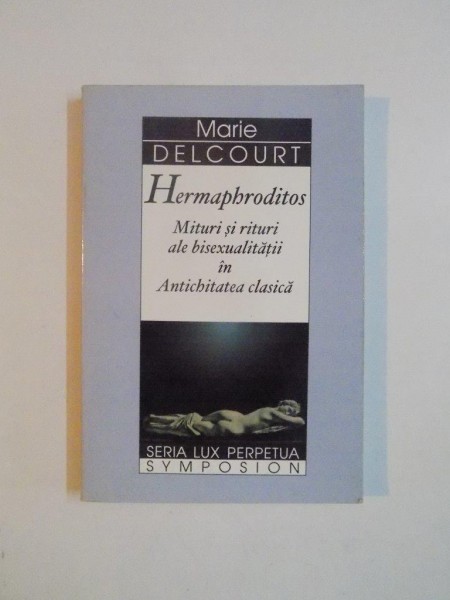 Marie
DELCOURT
Hermaphroditos
Mituri și rituri
ale bisexualității
în
Antichitatea clasică
SERIA LUX PERPETUA
SYMPOSION